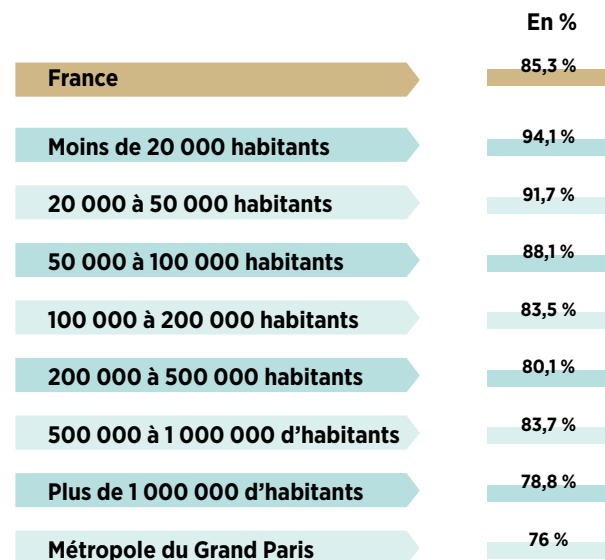 En %
France 85,3 %
Moins de 20 000 habitants 94,1 %
20 000 à 50 000 habitants 91,7 %
50 000 à 100 000 habitants 88,1 %
100 000 à 200 000 habitants 83,5 %
200 000 à 500 000 habitants 80,1 %
500 000 à 1 000 000 d’habitants 83,7 %
Plus de 1 000 000 d’habitants 78,8 %
Métropole du Grand Paris 76 %